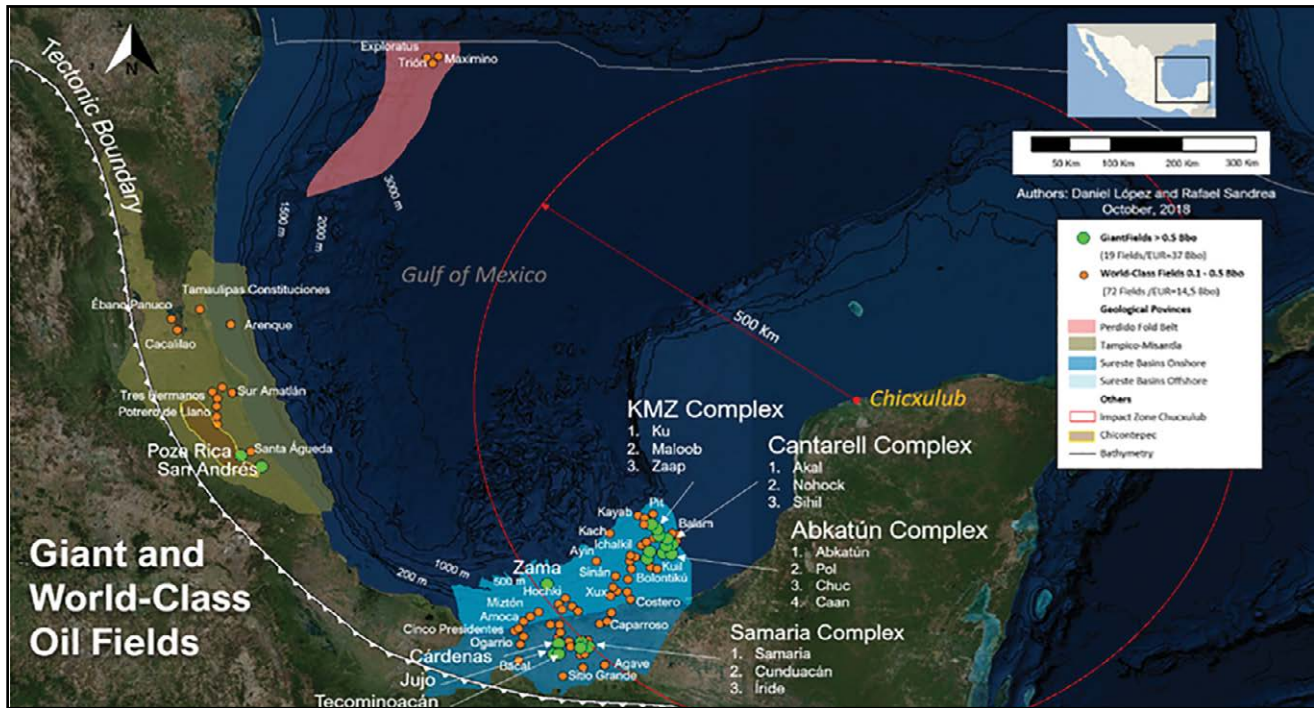 Tectonic Boundary
N
Exploratus
Trión
Maximino
1500 m
2000 m
3000 m
Gulf of Mexico
50 Km
100 Km
200 Km
300 Km
Authors: Daniel López and Rafael Sandrea
October, 2018
GiantFields > 0.5 Bbo
(19 Fields/EUR=37 Bbo)
World-Class Fields 0.1 - 0.5 Bbo
(72 Fields /EUR=14,5 Bbo)
Geological Povinces
Perdido Fold Belt
Tampico-Misantla
Sureste Basins Onshore
Sureste Basins Offshore
Others
Impact Zone Chucxulub
Chicontepec
Bathymetry
500 Km
Chicxulub
Tamaulipas Constituciones
Ébano Panuco
Arenque
Cacalilao
Tres Hermanos
Sur Amatlán
Potrero de Llano
Poza Rica
Santa Águeda
San Andrés
KMZ Complex
1. Ku
2. Maloob
3. Zaap
Cantarell Complex
1. Akal
2. Nohock
3. Sihil
Abkatún Complex
1. Abkatún
2. Pol
3. Chuc
4. Caan
Samaria Complex
1. Samaria
2. Cunduacán
3. Íride
Giant and
World-Class
Oil Fields
200 m
1000 m
500 m
Pit
Kayab
Balam
Kach
Ichalkil
Ayin
Kuil
Zama
Sinán
Bolontikú
Hochki
Xux
Costero
Miztón
Amoca
Caparroso
Cinco Presidentes
Ogarrio
Cárdenas
Bacal
Agave
Jujo
Sitio Grande
Tecominoacán